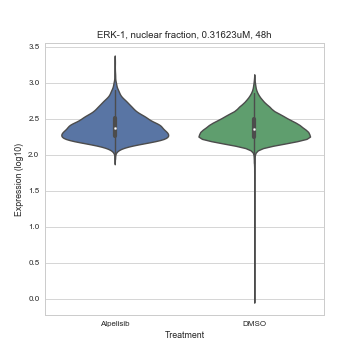 ERK-1, nuclear fraction, 0.31623uM, 48h
3.5
3.0
2.5
2.0
1.5
1.0
0.5
0.0
Expression (log10)
Alpelisib
DMSO
Treatment